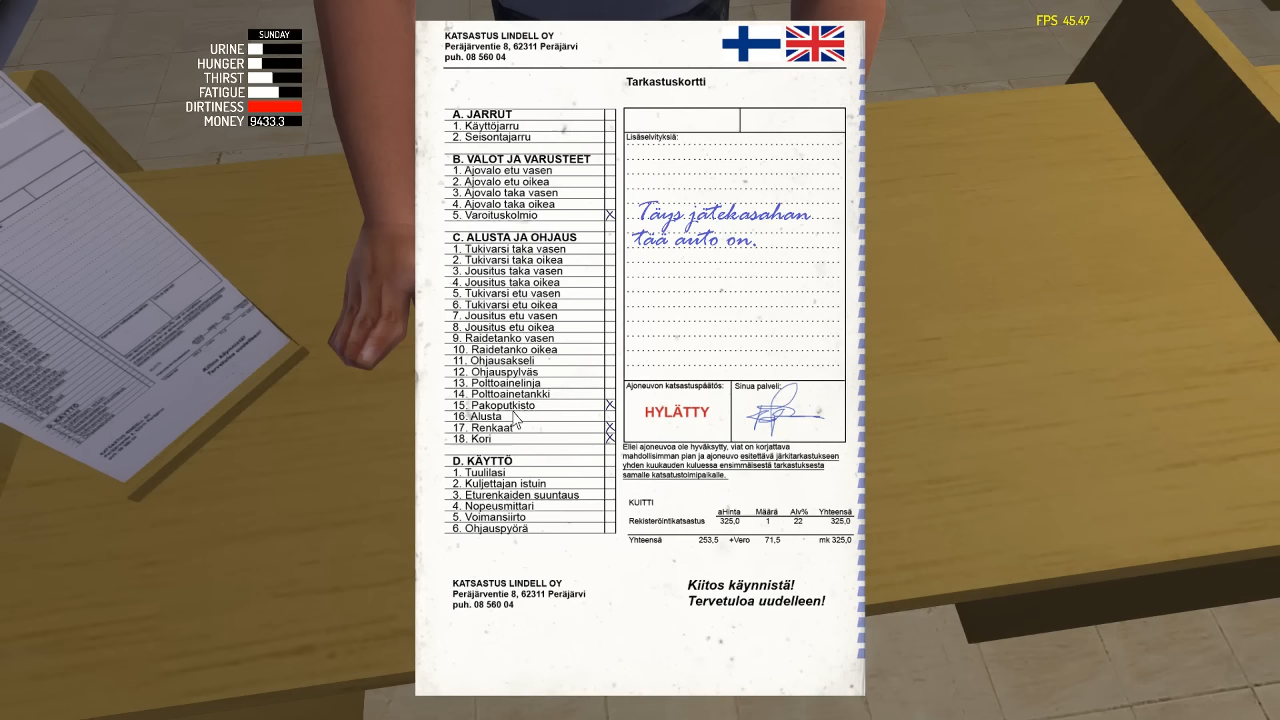 SUNDAY
URINE
HUNGER
THIRST
FATIGUE
DIRTINESS
MONEY 9433.3
FPS 45.47
KATSASTUS LINDELL OY
Peräjärventie 8, 62311 Peräjärvi
puh. 08 560 04
Tarkastuskortti
A. JARRUT
1. Käyttöjarru
2. Seisontajarru
B. VALOT JA VARUSTEET
1. Ajovalo etu vasen
2. Ajovalo etu oikea
3. Ajovalo taka vasen
4. Ajovalo taka oikea
5. Varoituskolmio X
C. ALUSTA JA OHJAUS
1. Tukivarsi taka vasen
2. Tukivarsi taka oikea
3. Jousitus taka vasen
4. Jousitus taka oikea
5. Tukivarsi etu vasen
6. Tukivarsi etu oikea
7. Jousitus etu vasen
8. Jousitus etu oikea
9. Raidetanko vasen
10. Raidetanko oikea
11. Ohjausakseli
12. Ohjauspylväs
13. Polttoainelinja
14. Polttoainetankki
15. Pakoputkisto X
16. Alusta
17. Renkaat X
18. Kori X
D. KÄYTTÖ
1. Tuulilasi
2. Kuljettajan istuin
3. Eturenkaiden suuntaus
4. Nopeusmittari
5. Voimansiirto
6. Ohjauspyörä
Lisäselvityksiä:
Täys jätekasahan
tää auto on.
Ajoneuvon katsastuspäätös:
HYLÄTTY
Sinua palveli:
Ellei ajoneuvoa ole hyväksytty, viat on korjattava
mahdollisimman pian ja ajoneuvo esitettävä järkitarkastukseen
yhden kuukauden kuluessa ensimmäisestä tarkastuksesta
samalle katsatustoimipaikalle.
KUITTI
aHinta Määrä Alv% Yhteensä
Rekisteröintikatsastus 325,0 1 22 325,0
Yhteensä 253,5 +Vero 71,5 mk 325,0
KATSASTUS LINDELL OY
Peräjärventie 8, 62311 Peräjärvi
puh. 08 560 04
Kiitos käynnistä!
Tervetuloa uudelleen!